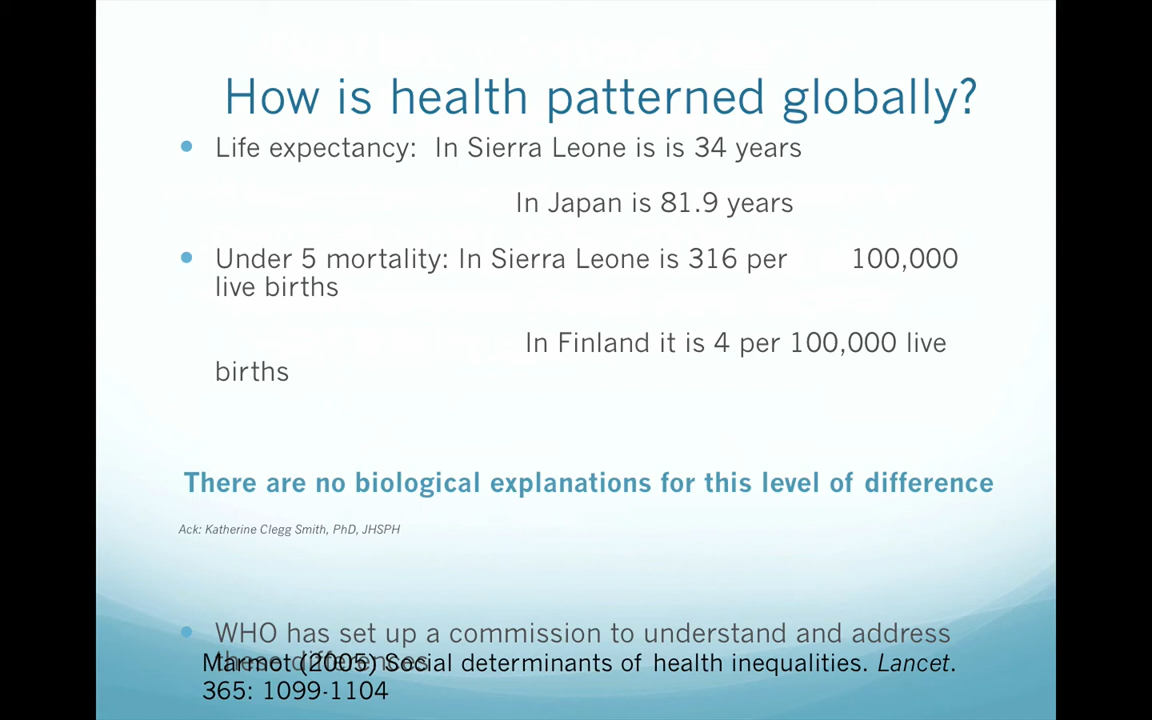 How is health patterned globally?
Life expectancy: In Sierra Leone is is 34 years
In Japan is 81.9 years
Under 5 mortality: In Sierra Leone is 316 per 100,000
live births
In Finland it is 4 per 100,000 live
births
There are no biological explanations for this level of difference
Ack: Katherine Clegg Smith, PhD, JHSPH
WHO has set up a commission to understand and address
these differences
Marmot (2005) Social determinants of health inequalities. Lancet.
365: 1099-1104